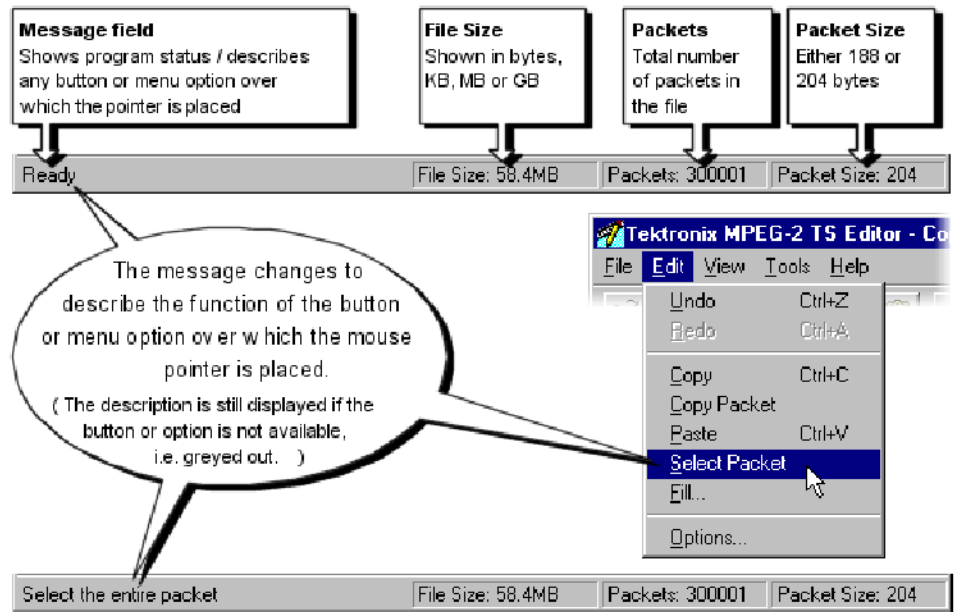 Message field
Shows program status / describes
any button or menu option over
which the pointer is placed
File Size
Shown in bytes,
KB, MB or GB
Packets
Total number
of packets in
the file
Packet Size
Either 188 or
204 bytes
Ready
File Size: 58.4MB
Packets: 300001
Packet Size: 204
The message changes to
describe the function of the button
or menu option over which the mouse
pointer is placed.
( The description is still displayed if the
button or option is not available,
i.e. greyed out. )
Tektronix MPEG-2 TS Editor - Co
File Edit View Tools Help
Undo Ctrl+Z
Redo Ctrl+A
Copy Ctrl+C
Copy Packet
Paste Ctrl+V
Select Packet
Fill...
Options...
Select the entire packet
File Size: 58.4MB
Packets: 300001
Packet Size: 204